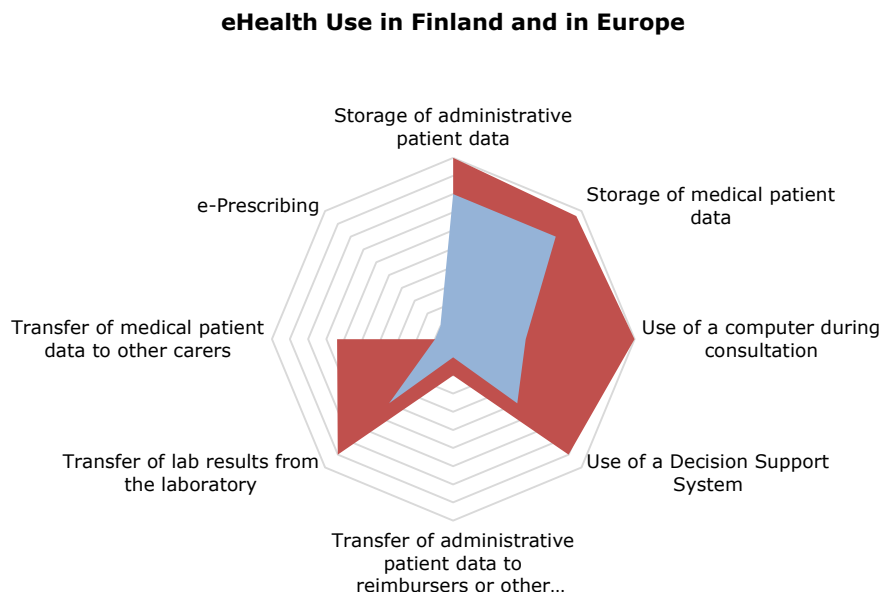 eHealth Use in Finland and in Europe
Storage of administrative
patient data
Storage of medical patient
data
Use of a computer during
consultation
Use of a Decision Support
System
Transfer of administrative
patient data to
reimbursers or other…
Transfer of lab results from
the laboratory
Transfer of medical patient
data to other carers
e-Prescribing